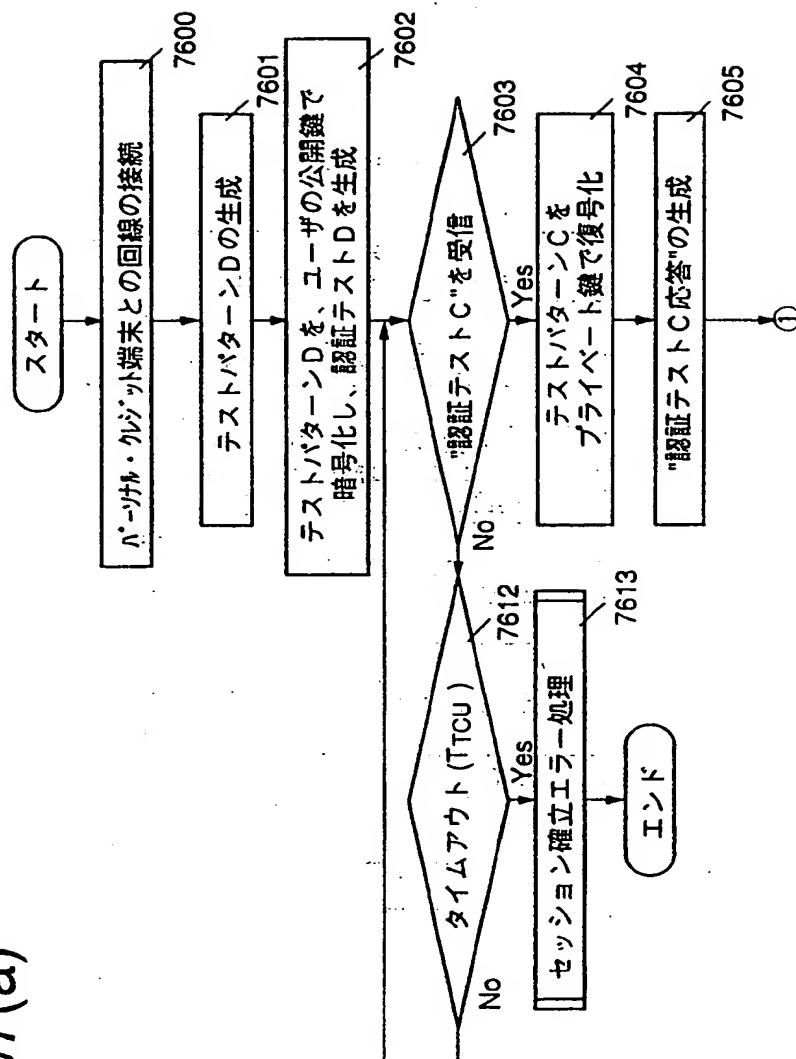 スタート
パーソナル・クレジット端末との回線の接続
7600
テストパターンDの生成
7601
テストパターンDを、ユーザの公開鍵で
暗号化し、認証テストDを生成
7602
"認証テストC"を受信
7603
Yes
No
テストパターンCを
プライベート鍵で復号化
7604
"認証テストC応答"の生成
7605
①
タイムアウト(TTCU)
7612
Yes
No
セッション確立エラー処理
7613
エンド
(a)